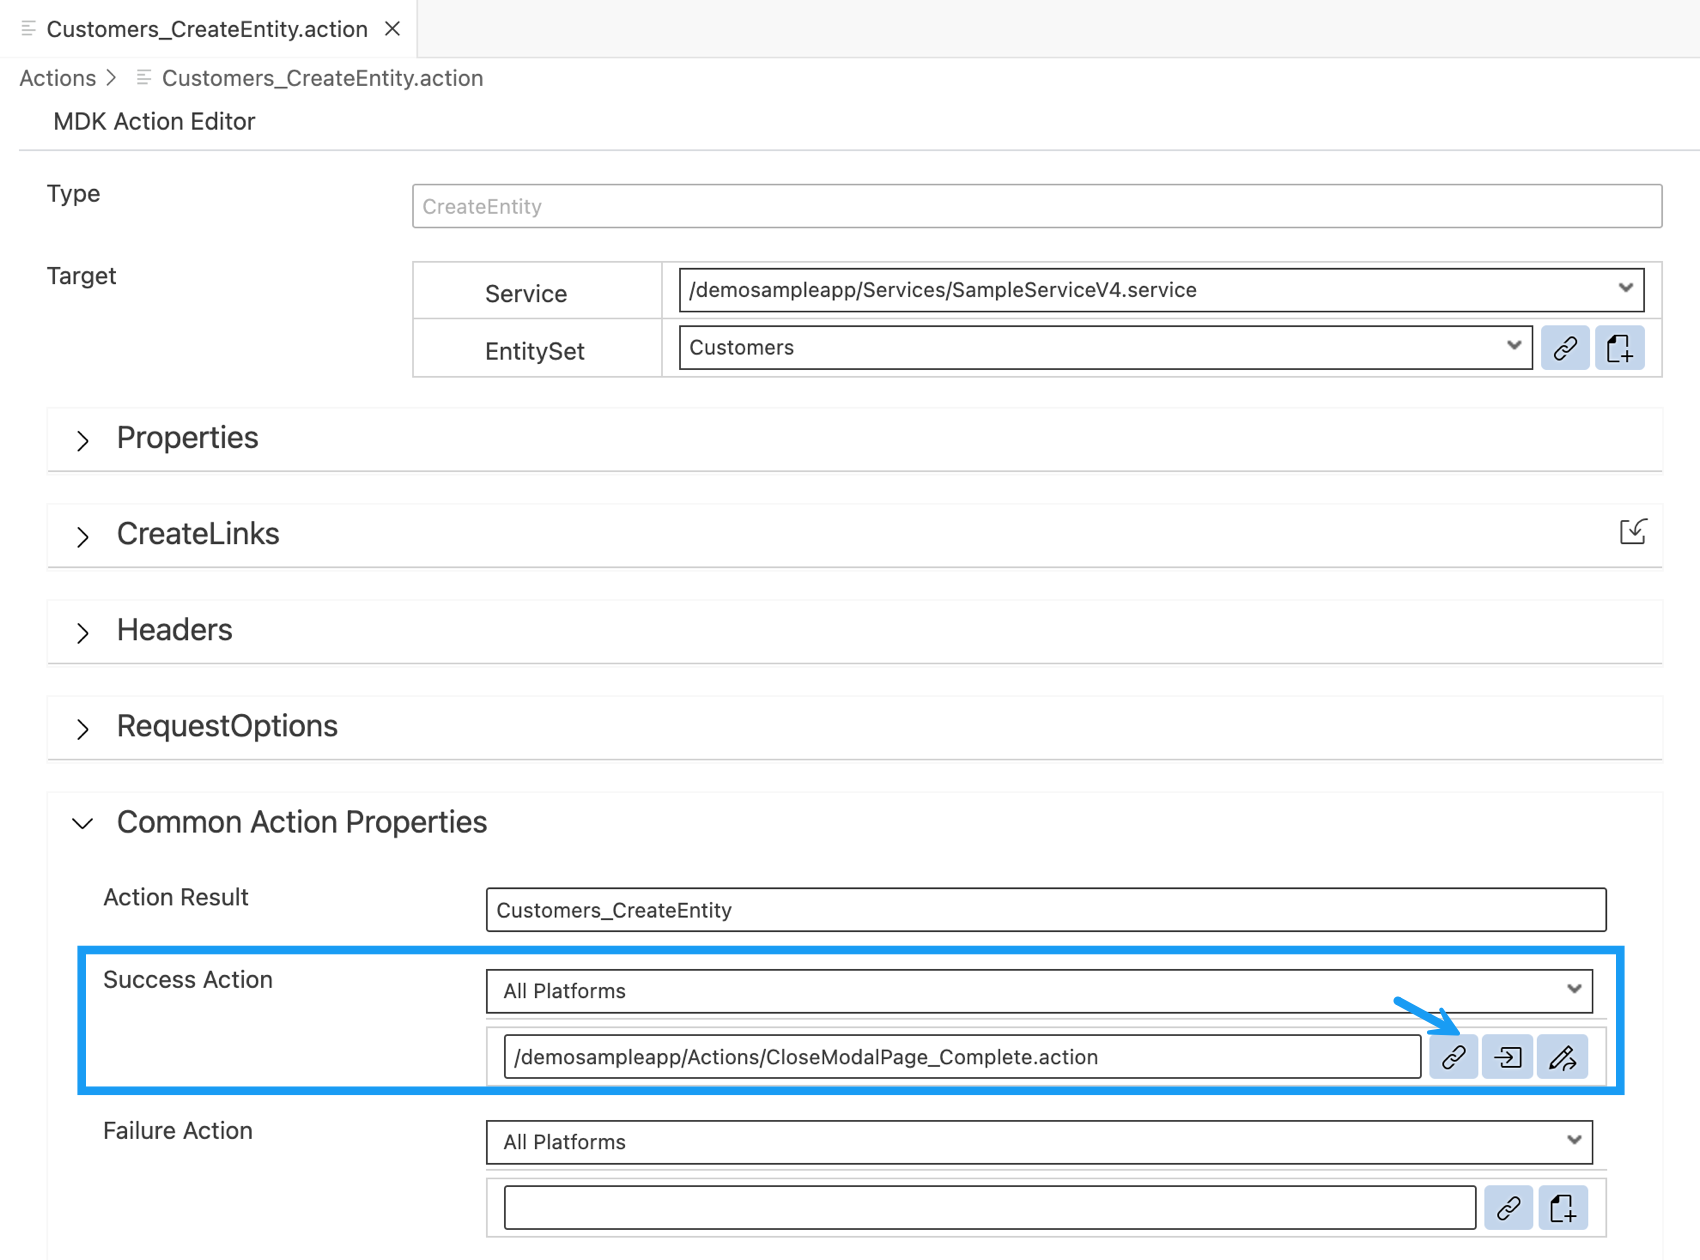 Customers_CreateEntity.action
Actions > Customers_CreateEntity.action
MDK Action Editor
Type
CreateEntity
Target
Service
/demosampleapp/Services/SampleServiceV4.service
EntitySet
Customers
Properties
CreateLinks
Headers
RequestOptions
Common Action Properties
Action Result
Customers_CreateEntity
Success Action
All Platforms
/demosampleapp/Actions/CloseModalPage_Complete.action
Failure Action
All Platforms